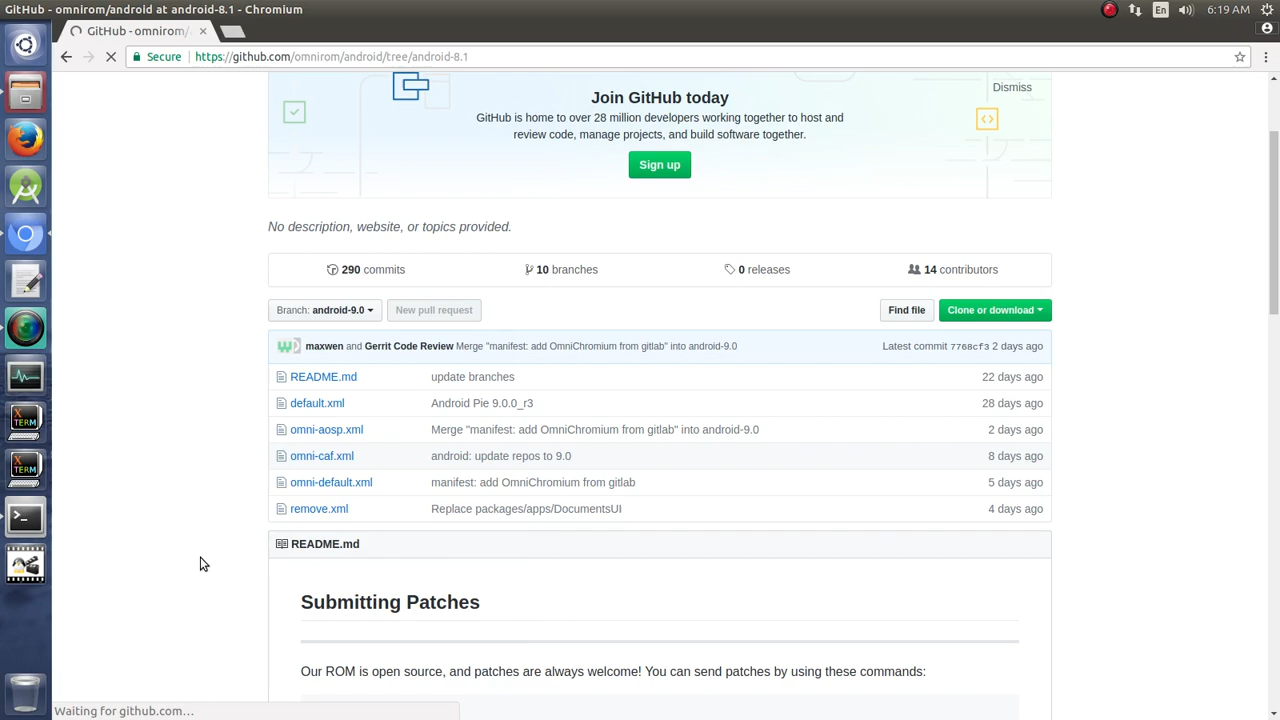 GitHub - omnirom/android at android-8.1 - Chromium
En
6:19 AM
GitHub - omnirom/
Secure
https://github.com/omnirom/android/tree/android-8.1
Dismiss
Join GitHub today
GitHub is home to over 28 million developers working together to host and
review code, manage projects, and build software together.
Sign up
No description, website, or topics provided.
290 commits
10 branches
0 releases
14 contributors
Branch: android-9.0
New pull request
Find file
Clone or download
maxwen and Gerrit Code Review Merge "manifest: add OmniChromium from gitlab" into android-9.0
Latest commit 7768cf3 2 days ago
README.md
update branches
22 days ago
default.xml
Android Pie 9.0.0_r3
28 days ago
omni-aosp.xml
Merge "manifest: add OmniChromium from gitlab" into android-9.0
2 days ago
omni-caf.xml
android: update repos to 9.0
8 days ago
omni-default.xml
manifest: add OmniChromium from gitlab
5 days ago
remove.xml
Replace packages/apps/DocumentsUI
4 days ago
README.md
Submitting Patches
Our ROM is open source, and patches are always welcome! You can send patches by using these commands:
Waiting for github.com...
X
TERM
X
TERM